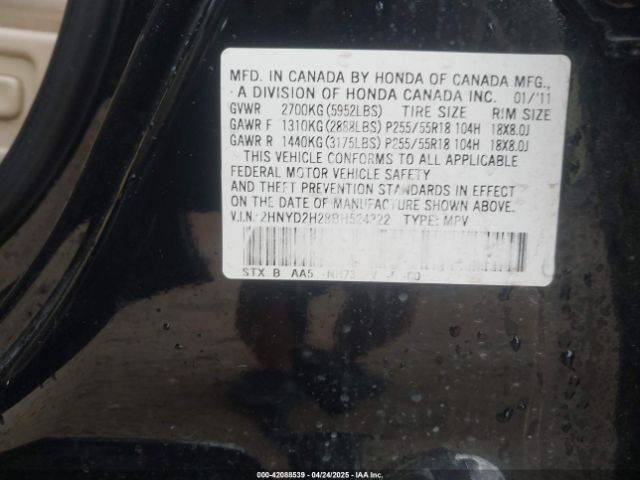 MFD. IN CANADA BY HONDA OF CANADA MFG.,
A DIVISION OF HONDA CANADA INC. 01/'11
GVWR 2700KG (5952LBS) TIRE SIZE RIM SIZE
GAWR F 1310KG (2888LBS) P255/55R18 104H 18X8.0J
GAWR R 1440KG (3175LBS) P255/55R18 104H 18X8.0J
THIS VEHICLE CONFORMS TO ALL APPLICABLE
FEDERAL MOTOR VEHICLE SAFETY
AND THEFT PREVENTION STANDARDS IN EFFECT
ON THE DATE OF MANUFACTURE SHOWN ABOVE.
V.I.N.: 2HNYD2H28BH524322 TYPE: MPV
STX B AA5
000-42088539 - 04/24/2025 - IAA Inc.